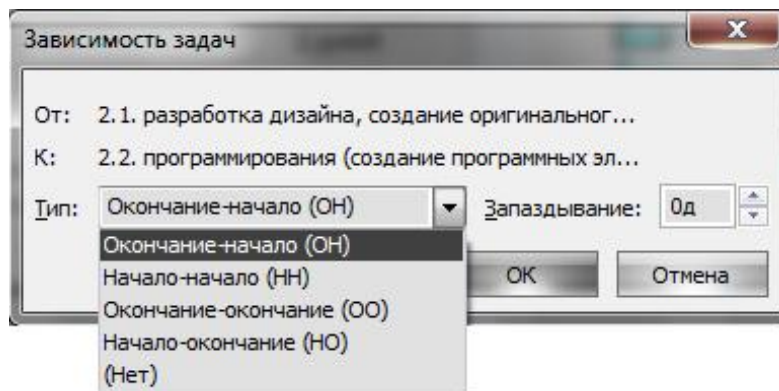 Зависимость задач
От: 2.1. разработка дизайна, создание оригинальног...
К: 2.2. программирования (создание программных эл...
Тип: Окончание-начало (ОН) Запаздывание: 0д
Окончание-начало (ОН)
Начало-начало (НН)
ОК Отмена
Окончание-окончание (ОО)
Начало-окончание (НО)
(Нет)